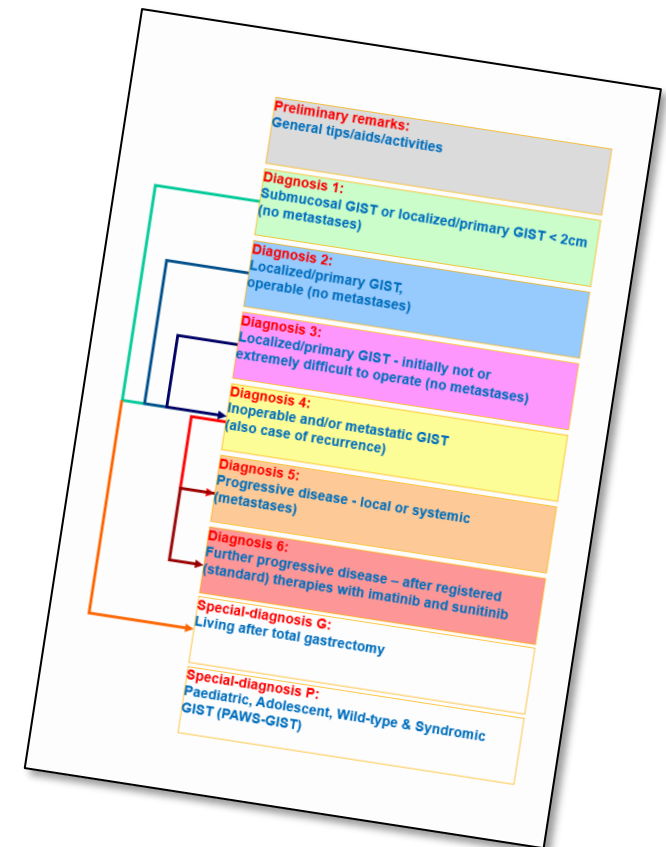 Preliminary remarks:
General tips/aids/activities
Diagnosis 1:
Submucosal GIST or localized/primary GIST < 2cm
(no metastases)
Diagnosis 2:
Localized/primary GIST,
operable (no metastases)
Diagnosis 3:
Localized/primary GIST - initially not or
extremely difficult to operate (no metastases)
Diagnosis 4:
Inoperable and/or metastatic GIST
(also case of recurrence)
Diagnosis 5:
Progressive disease - local or systemic
(metastases)
Diagnosis 6:
Further progressive disease – after registered
(standard) therapies with imatinib and sunitinib
Special-diagnosis G:
Living after total gastrectomy
Special-diagnosis P:
Paediatric, Adolescent, Wild-type & Syndromic
GIST (PAWS-GIST)